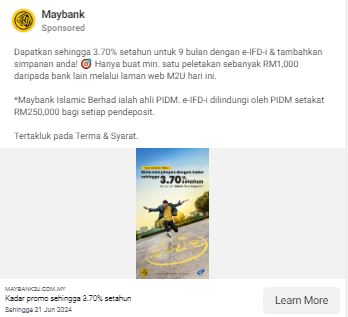 Maybank
Sponsored
Dapatkan sehingga 3.70% setahun untuk 9 bulan dengan e-IFD-i & tambahkan
simpanan anda! 🎯 Hanya buat min. satu peletakan sebanyak RM1,000
daripada bank lain melalui laman web M2U hari ini.
*Maybank Islamic Berhad ialah ahli PIDM. e-IFD-i dilindungi oleh PIDM setakat
RM250,000 bagi setiap pendeposit.
Tertakluk pada Terma & Syarat.
dengan kadar
sehingga 3.70% setahun
MAYBANK2U.COM.MY
Kadar promo sehingga 3.70% setahun
Sehingga 21 Jun 2024
Learn More